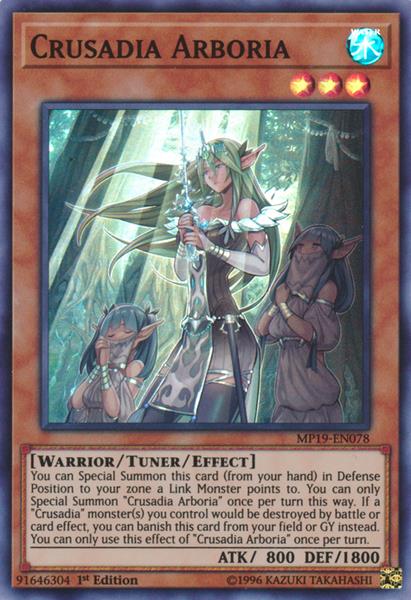 CRUSADIA ARBORIA
WATER
水
MP19-EN078
[WARRIOR/TUNER/EFFECT]
You can Special Summon this card (from your hand) in Defense
Position to your zone a Link Monster points to. You can only
Special Summon "Crusadia Arboria" once per turn this way. If a
"Crusadia" monster(s) you control would be destroyed by battle or
card effect, you can banish this card from your field or GY instead.
You can only use this effect of "Crusadia Arboria" once per turn.
ATK/ 800 DEF/1800
91646304 1st Edition ©1996 KAZUKI TAKAHASHI